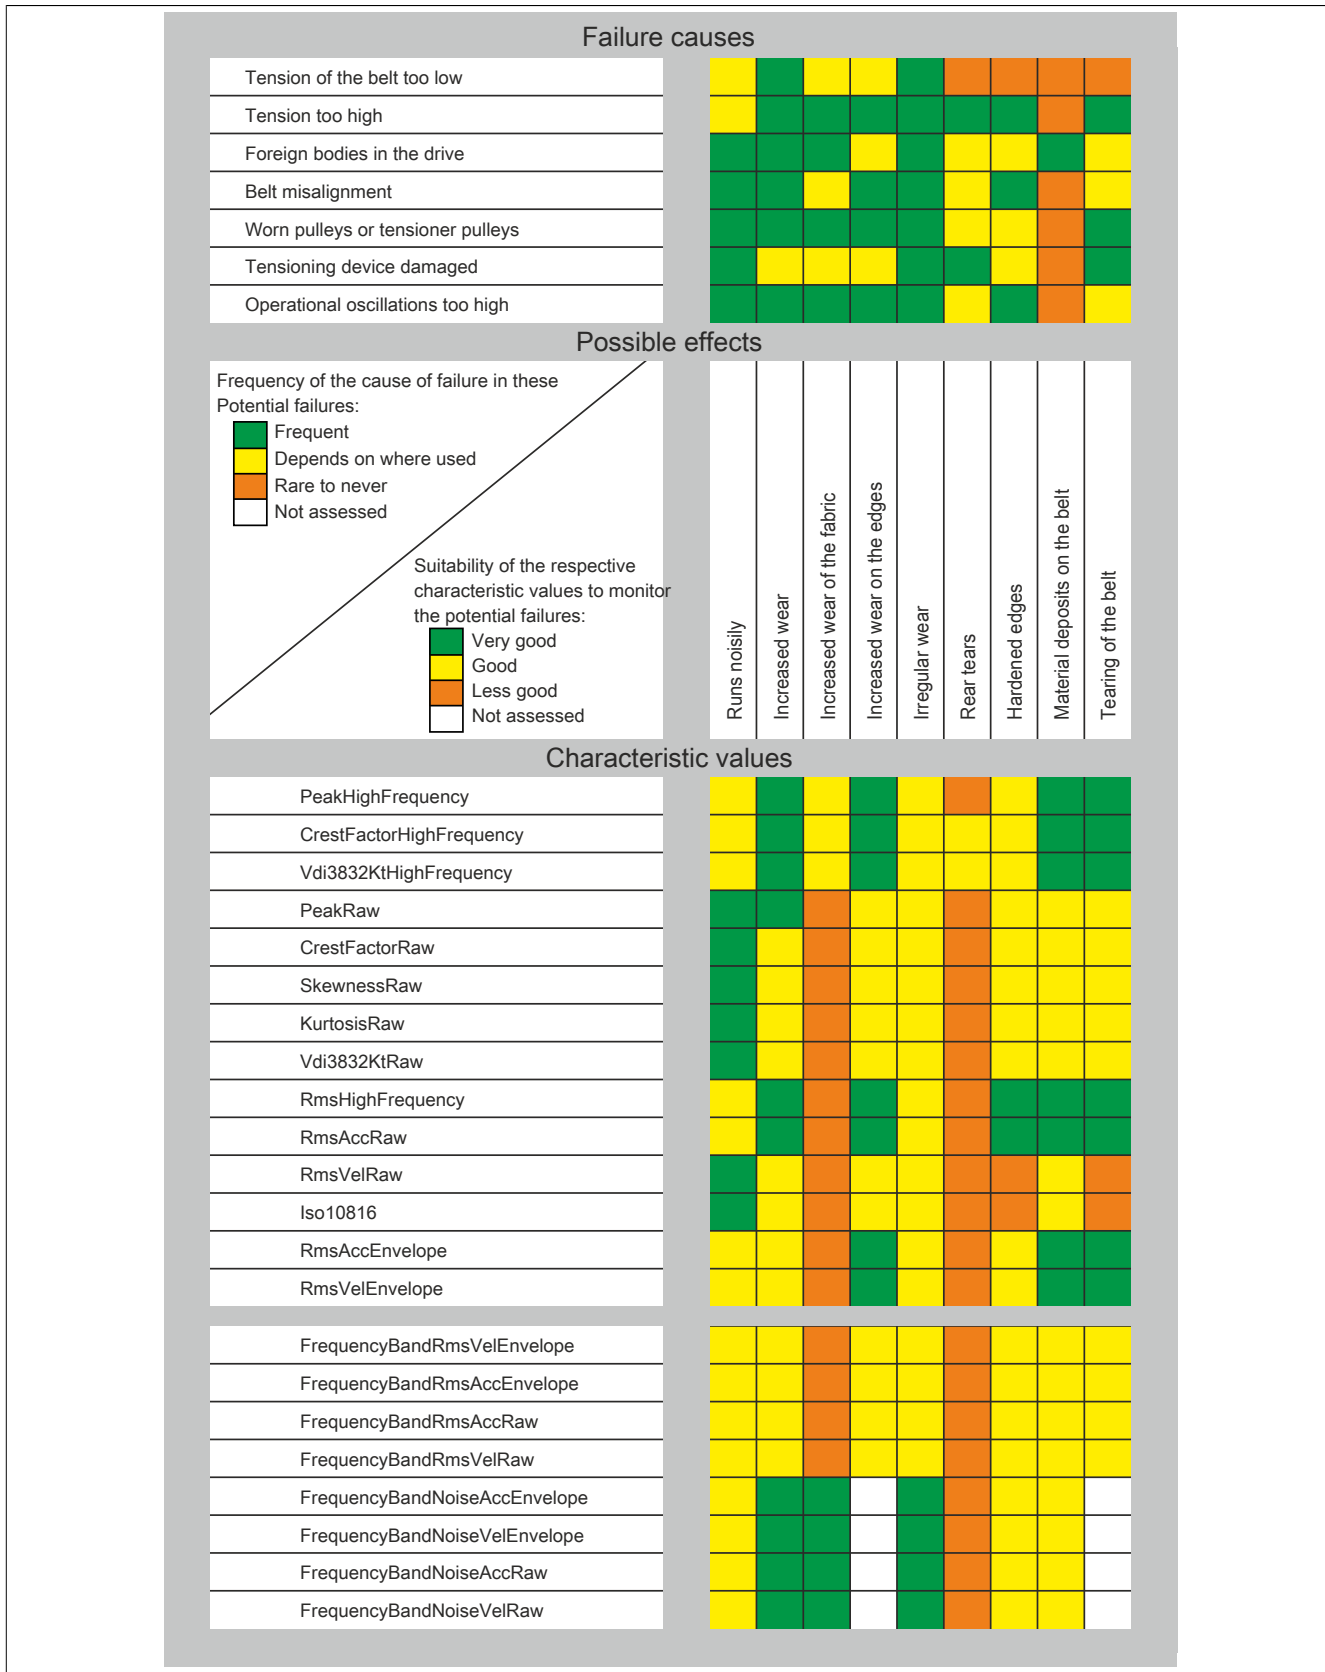 Failure causes
Tension of the belt too low
Tension too high
Foreign bodies in the drive
Belt misalignment
Worn pulleys or tensioner pulleys
Tensioning device damaged
Operational oscillations too high
Possible effects
Frequency of the cause of failure in these
Potential failures:
Frequent
Depends on where used
Rare to never
Not assessed
Suitability of the respective
characteristic values to monitor
the potential failures:
Very good
Good
Less good
Not assessed
Runs noisily
Increased wear
Increased wear of the fabric
Increased wear on the edges
Irregular wear
Rear tears
Hardened edges
Material deposits on the belt
Tearing of the belt
Characteristic values
PeakHighFrequency
CrestFactorHighFrequency
Vdi3832KtHighFrequency
PeakRaw
CrestFactorRaw
SkewnessRaw
KurtosisRaw
Vdi3832KtRaw
RmsHighFrequency
RmsAccRaw
RmsVelRaw
Iso10816
RmsAccEnvelope
RmsVelEnvelope
FrequencyBandRmsVelEnvelope
FrequencyBandRmsAccEnvelope
FrequencyBandRmsAccRaw
FrequencyBandRmsVelRaw
FrequencyBandNoiseAccEnvelope
FrequencyBandNoiseVelEnvelope
FrequencyBandNoiseAccRaw
FrequencyBandNoiseVelRaw